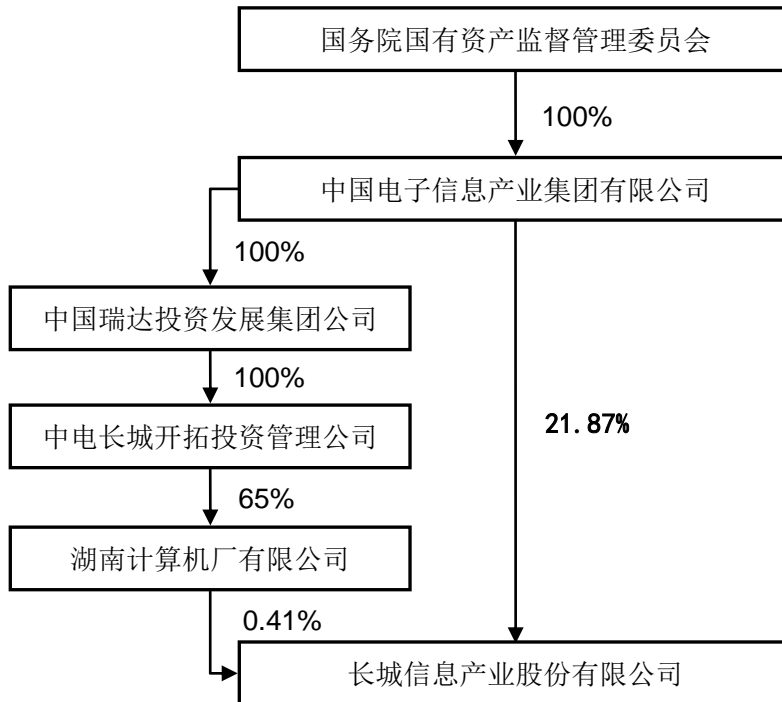 国务院国有资产监督管理委员会
100%
中国电子信息产业集团有限公司
100%
中国瑞达投资发展集团公司
100%
中电长城开拓投资管理公司
21.87%
65%
湖南计算机厂有限公司
0.41%
长城信息产业股份有限公司